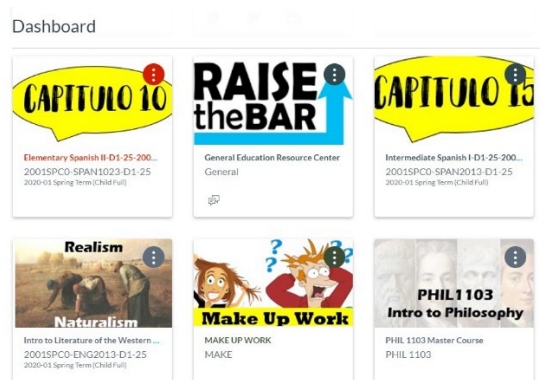 Dashboard
CAPITULO 10
Elementary Spanish II-D1-25-200...
2001SPC0-SPAN1023-D1-25
2020-01 Spring Term (Child Full)
RAISE
the BAR
General Education Resource Center
General
CAPITULO 15
Intermediate Spanish I-D1-25-200...
2001SPC0-SPAN2013-D1-25
2020-01 Spring Term (Child Full)
Realism
Naturalism
Intro to Literature of the Western ...
2001SPC0-ENG2013-D1-25
2020-01 Spring Term (Child Full)
? ? ?
Make Up Work
MAKE UP WORK
MAKE
PHIL1103
Intro to Philosophy
PHIL 1103 Master Course
PHIL 1103